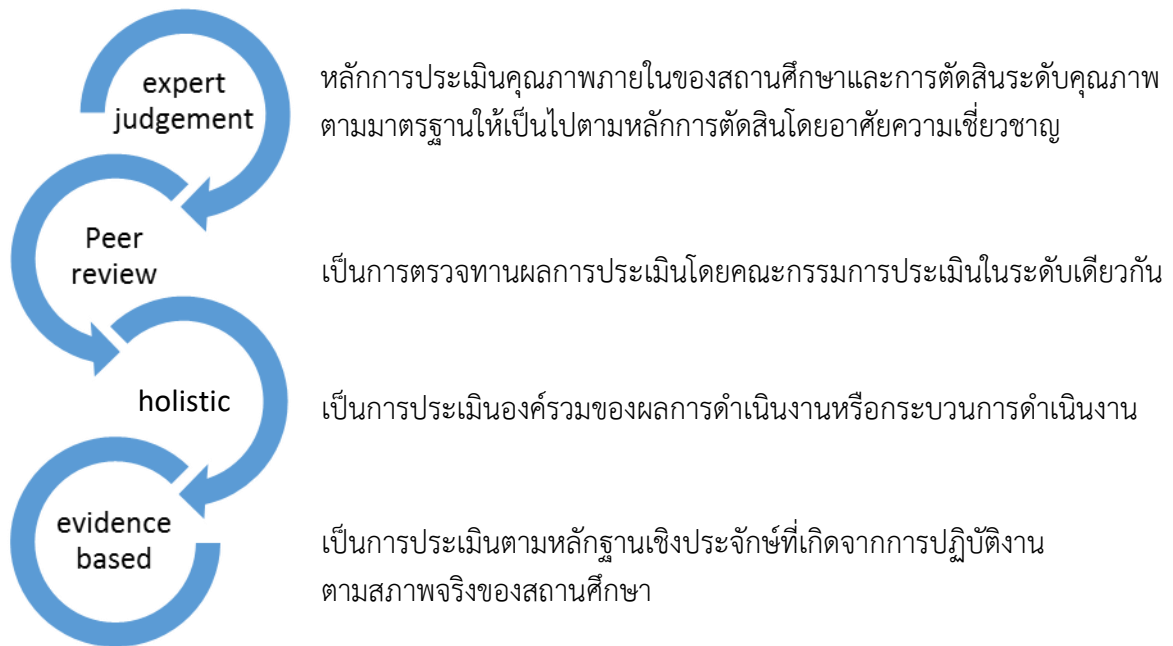 expert
judgement
หลักการประเมินคุณภาพภายในของสถานศึกษาและการตัดสินระดับคุณภาพ
ตามมาตรฐานให้เป็นไปตามหลักการตัดสินโดยอาศัยความเชี่ยวชาญ
Peer
review
เป็นการตรวจทานผลการประเมินโดยคณะกรรมการประเมินในระดับเดียวกัน
holistic
เป็นการประเมินองค์รวมของผลการดำเนินงานหรือกระบวนการดำเนินงาน
evidence
based
เป็นการประเมินตามหลักฐานเชิงประจักษ์ที่เกิดจากการปฏิบัติงาน
ตามสภาพจริงของสถานศึกษา